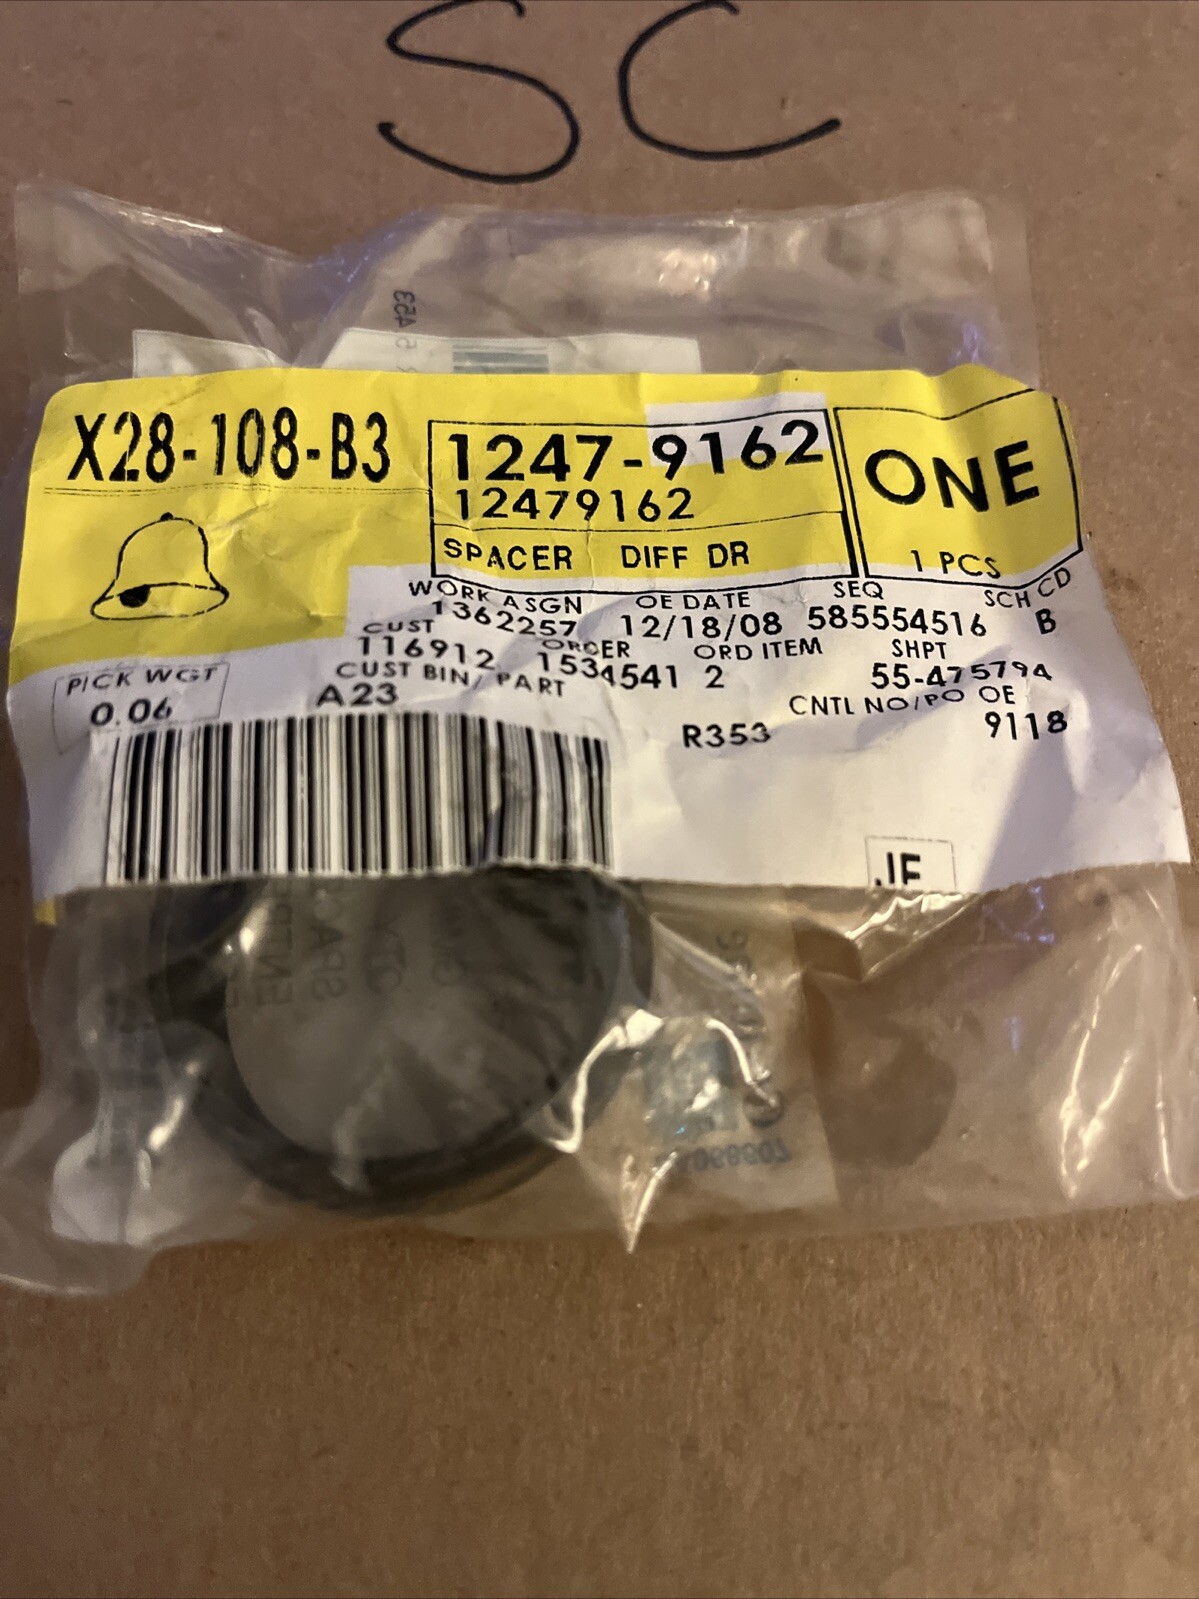 SC
X28-108-B3
1247-9162
12479162
SPACER DIFF DR
ONE
1 PCS
WORK ASGN OE DATE SEQ SCH CD
1362257 12/18/08 585554516 B
CUST ORDER ORD ITEM SHPT
116912 1534541 2 55-475794
CUST BIN/ PART CNTL NO/PO OE
A23 R353 9118
PICK WGT
0.06